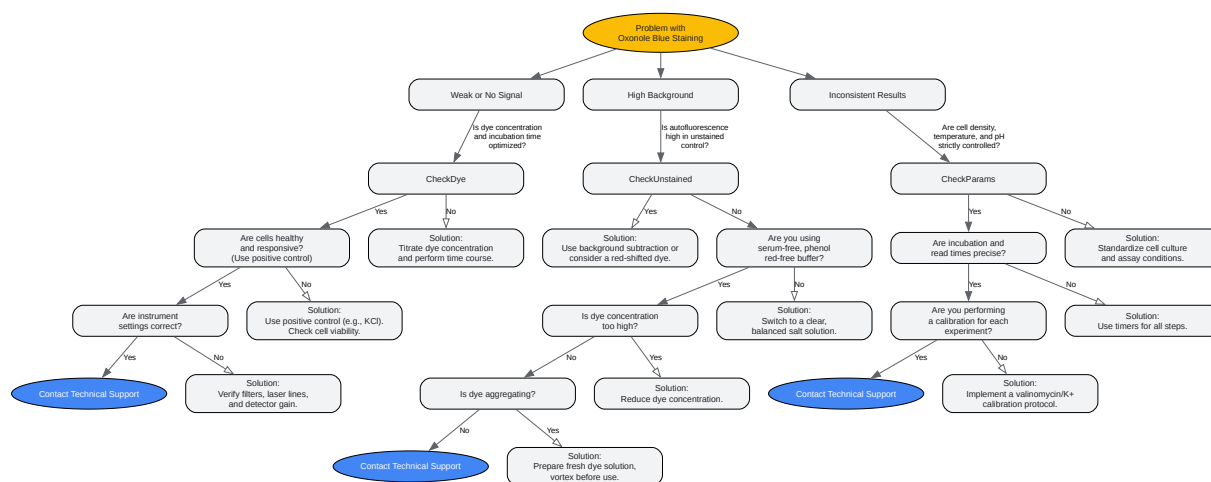 Problem with
Oxonole Blue Staining
Weak or No Signal
High Background
Inconsistent Results
Is dye concentration
and incubation time
optimized?
Is autofluorescence
high in unstained
control?
Are cell density,
temperature, and pH
strictly controlled?
CheckDye
CheckUnstained
CheckParams
Yes
No
Yes
No
Yes
No
Are cells healthy
and responsive?
(Use positive control)
Solution:
Titrate dye concentration
and perform time course.
Solution:
Use background subtraction or
consider a red-shifted dye.
Are you using
serum-free, phenol
red-free buffer?
Are incubation and
read times precise?
Solution:
Standardize cell culture
and assay conditions.
Yes
No
Yes
No
Yes
No
Are instrument
settings correct?
Solution:
Use positive control (e.g., KCl).
Check cell viability.
Is dye concentration
too high?
Solution:
Switch to a clear,
balanced salt solution.
Are you performing
a calibration for each
experiment?
Solution:
Use timers for all steps.
Yes
No
No
Yes
Yes
No
Contact Technical Support
Solution:
Verify filters, laser lines,
and detector gain.
Is dye aggregating?
Solution:
Reduce dye concentration.
Contact Technical Support
Solution:
Implement a valinomycin/K+
calibration protocol.
No
Yes
Contact Technical Support
Solution:
Prepare fresh dye solution,
vortex before use.